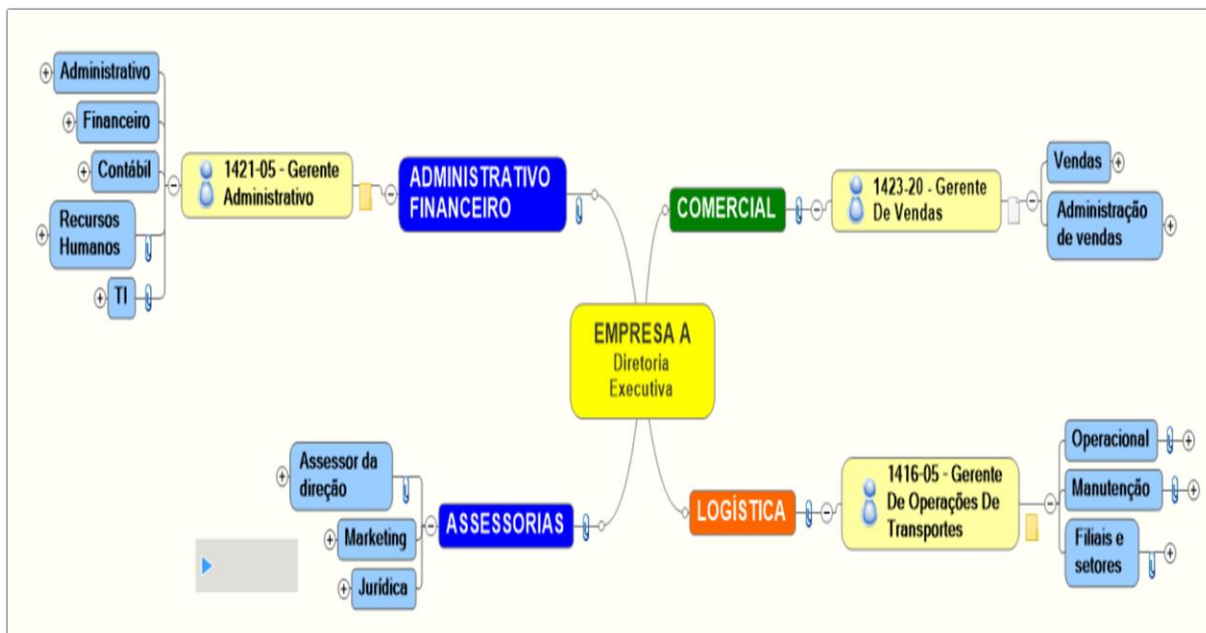 Administrativo
Financeiro
Contábil
Recursos
Humanos
TI
1421-05 - Gerente
Administrativo
ADMINISTRATIVO
FINANCEIRO
COMERCIAL
1423-20 - Gerente
De Vendas
Vendas
Administração
de vendas
EMPRESA A
Diretoria
Executiva
Assessor da
direção
Marketing
Jurídica
ASSESSORIAS
LOGÍSTICA
1416-05 - Gerente
De Operações De
Transportes
Operacional
Manutenção
Filiais e
setores